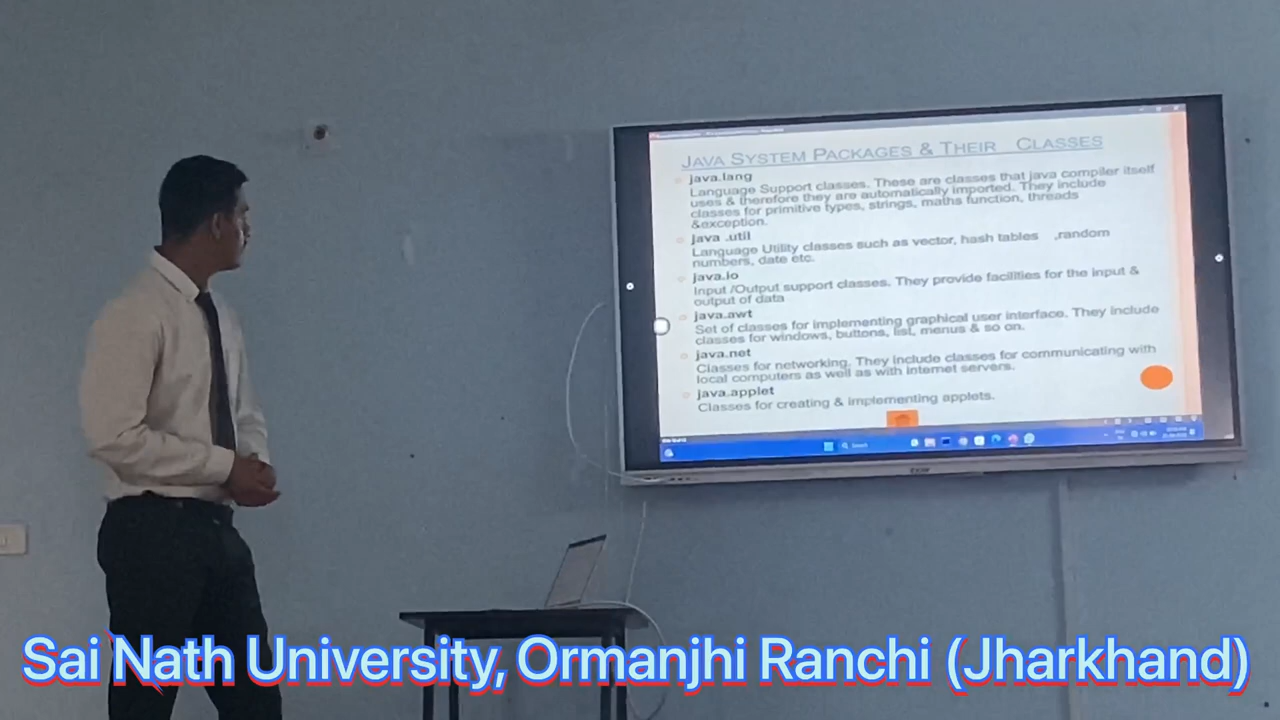 JAVA SYSTEM PACKAGES & THEIR CLASSES
java.lang
Language Support classes. These are classes that java compiler itself
uses & therefore they are automatically imported. They include
classes for primitive types, strings, maths function, threads
&exception.
java .util
Language Utility classes such as vector, hash tables ,random
numbers, date etc.
java.io
Input /Output support classes. They provide facilities for the input &
output of data
java.awt
Set of classes for implementing graphical user interface. They include
classes for windows, buttons, list, menus & so on.
java.net
Classes for networking. They include classes for communicating with
local computers as well as with internet servers.
java.applet
Classes for creating & implementing applets.
Search
Sai Nath University, Ormanjhi Ranchi (Jharkhand)